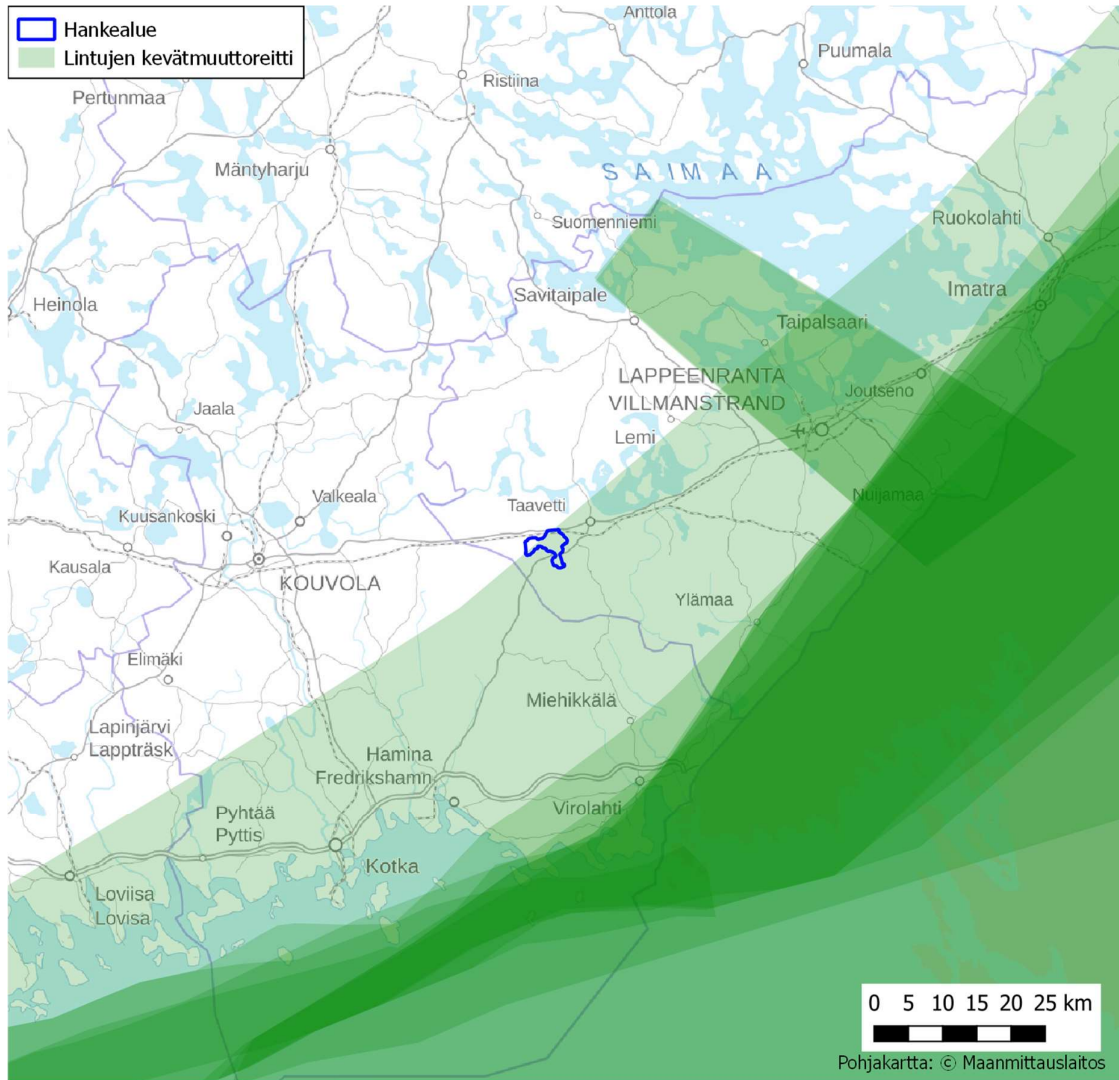 Hankealue
Lintujen kevätmuuttoreitti
Anttola
Puumala
Ristiina
Pertunmaa
Mäntyharju
SAIMAA
Suomenniemi
Ruokolahti
Imatra
Heinola
Savitaipale
Taipalsaari
LAPPEENRANTA
VILLMANSTRAND
Joutseno
Jaala
Lemi
Valkeala
Taavetti
Nuijamaa
Kuusankoski
Kausala
KOUVOLA
Ylämaa
Elimäki
Miehikkälä
Lapinjärvi
Lappträsk
Hamina
Fredrikshamn
Virolahti
Pyhtää
Pyttis
Kotka
Loviisa
Lovisa
0 5 10 15 20 25 km
Pohjakartta: © Maanmittauslaitos